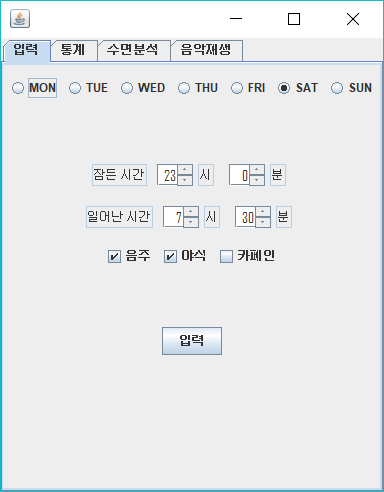 입력 통계 수면분석 음악재생
MON TUE WED THU FRI SAT SUN
잠든 시간 23 시 0 분
일어난 시간 7 시 30 분
음주 야식 카페인
입력